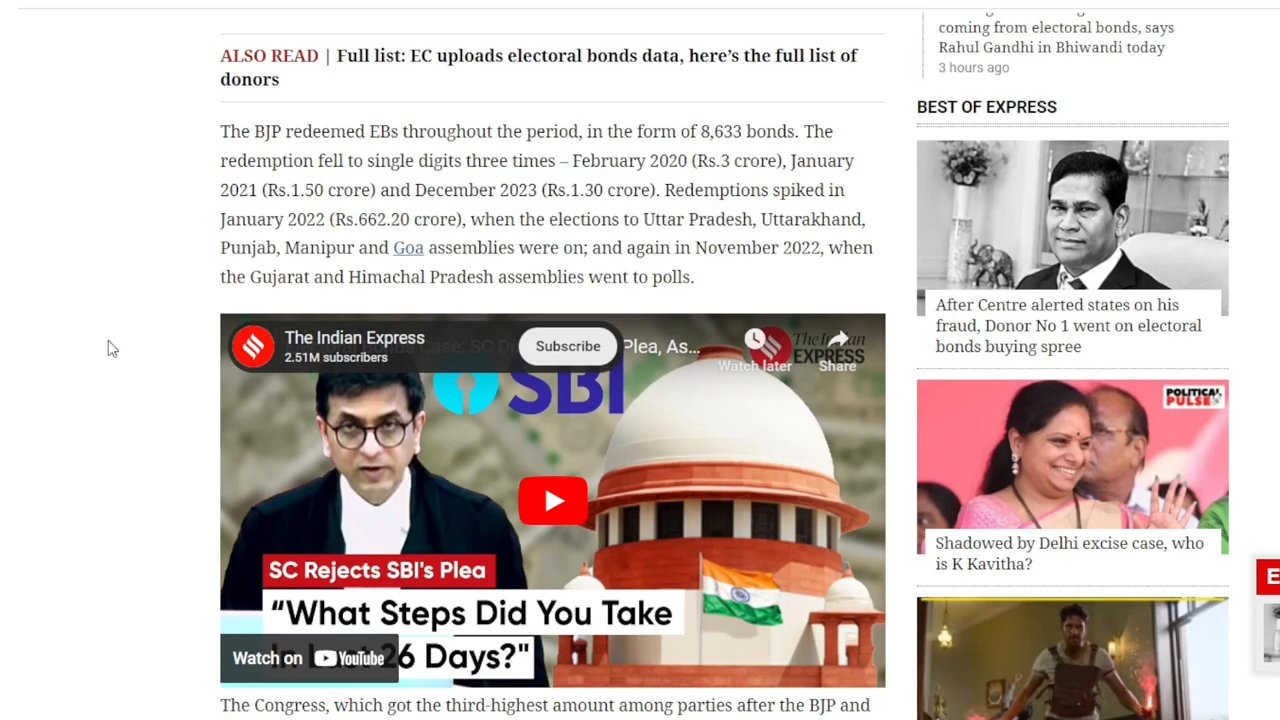 ALSO READ | Full list: EC uploads electoral bonds data, here's the full list of
donors
The BJP redeemed EBs throughout the period, in the form of 8,633 bonds. The
redemption fell to single digits three times – February 2020 (Rs.3 crore), January
2021 (Rs.1.50 crore) and December 2023 (Rs.1.30 crore). Redemptions spiked in
January 2022 (Rs.662.20 crore), when the elections to Uttar Pradesh, Uttarakhand,
Punjab, Manipur and Goa assemblies were on; and again in November 2022, when
the Gujarat and Himachal Pradesh assemblies went to polls.
The Indian Express
2.51M subscribers
Subscribe
Case: SC Di
Plea, As...
Watch later
Share
The Indian
EXPRESS
SBI
SC Rejects SBI's Plea
“What Steps Did You Take
26 Days?"
Watch on YouTube
The Congress, which got the third-highest amount among parties after the BJP and
coming from electoral bonds, says
Rahul Gandhi in Bhiwandi today
3 hours ago
BEST OF EXPRESS
After Centre alerted states on his
fraud, Donor No 1 went on electoral
bonds buying spree
POLITICAL
PULSE
Shadowed by Delhi excise case, who
is K Kavitha?
E